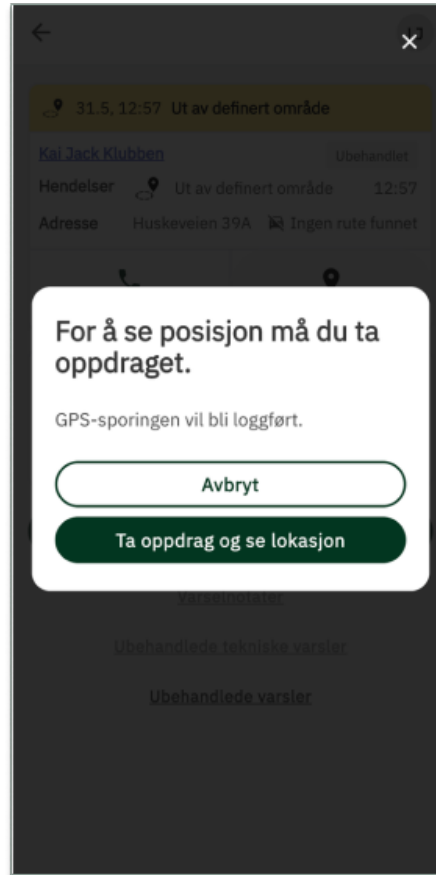 31.5, 12:57 Ut av definert område
Kai Jack Klubben Ubehandlet
Hendelser Ut av definert område 12:57
Adresse Huskeveien 39A Ingen rute funnet
For å se posisjon må du ta
oppdraget.
GPS-sporingen vil bli loggført.
Avbryt
Ta oppdrag og se lokasjon
Varselnotater
Ubehandlede tekniske varsler
Ubehandlede varsler